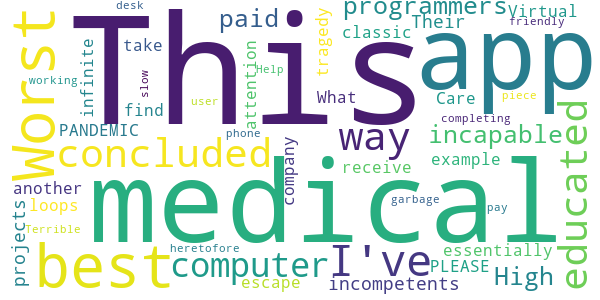 This
app
medical
Worst
best
concluded
computer
I've
way
educated
incapable
High
paid
programmers
Virtual
Their
friendly
classic
desk
take
infinite
working
slow
find
user
attention
Help
tragedy
What
Care
piece
completing
PANDEMIC
phone
company
receive
example
another
loops
projects
Terrible
garbage
pay
heretofore
escape
incompetents
essentially
PLEASE